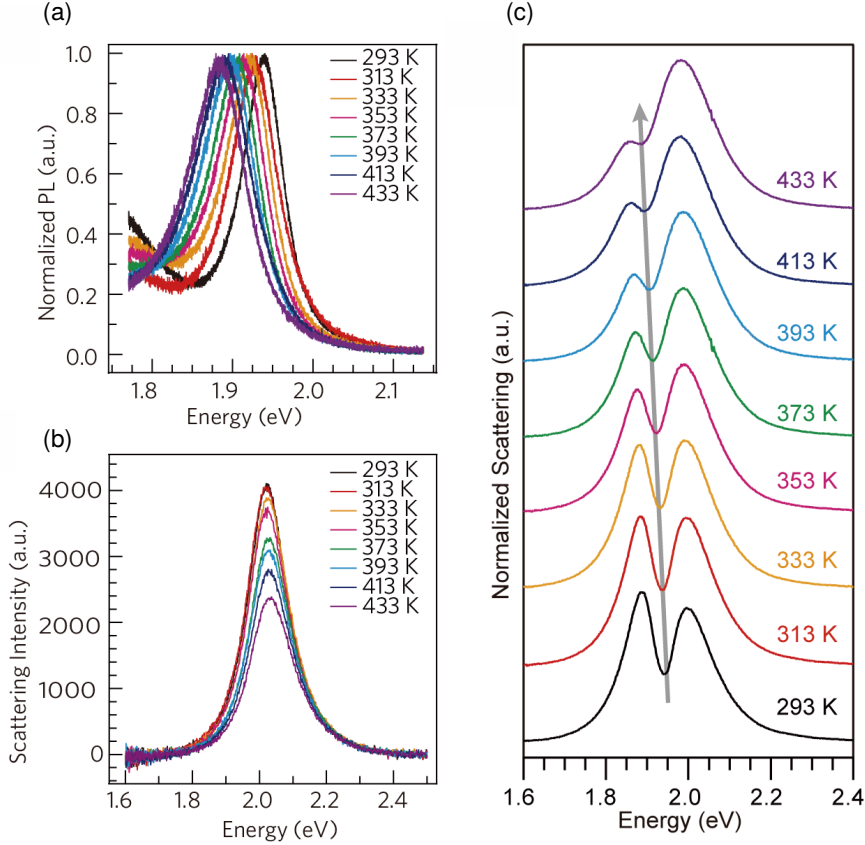 (a)
Normalized PL (a.u.)
1.0
0.8
0.6
0.4
0.2
0.0
293 K
313 K
333 K
353 K
373 K
393 K
413 K
433 K
1.8
1.9
2.0
2.1
Energy (eV)
(b)
Scattering Intensity (a.u.)
4000
3000
2000
1000
0
293 K
313 K
333 K
353 K
373 K
393 K
413 K
433 K
1.6
1.8
2.0
2.2
2.4
Energy (eV)
(c)
Normalized Scattering (a.u.)
433 K
413 K
393 K
373 K
353 K
333 K
313 K
293 K
1.6
1.8
2.0
2.2
2.4
Energy (eV)